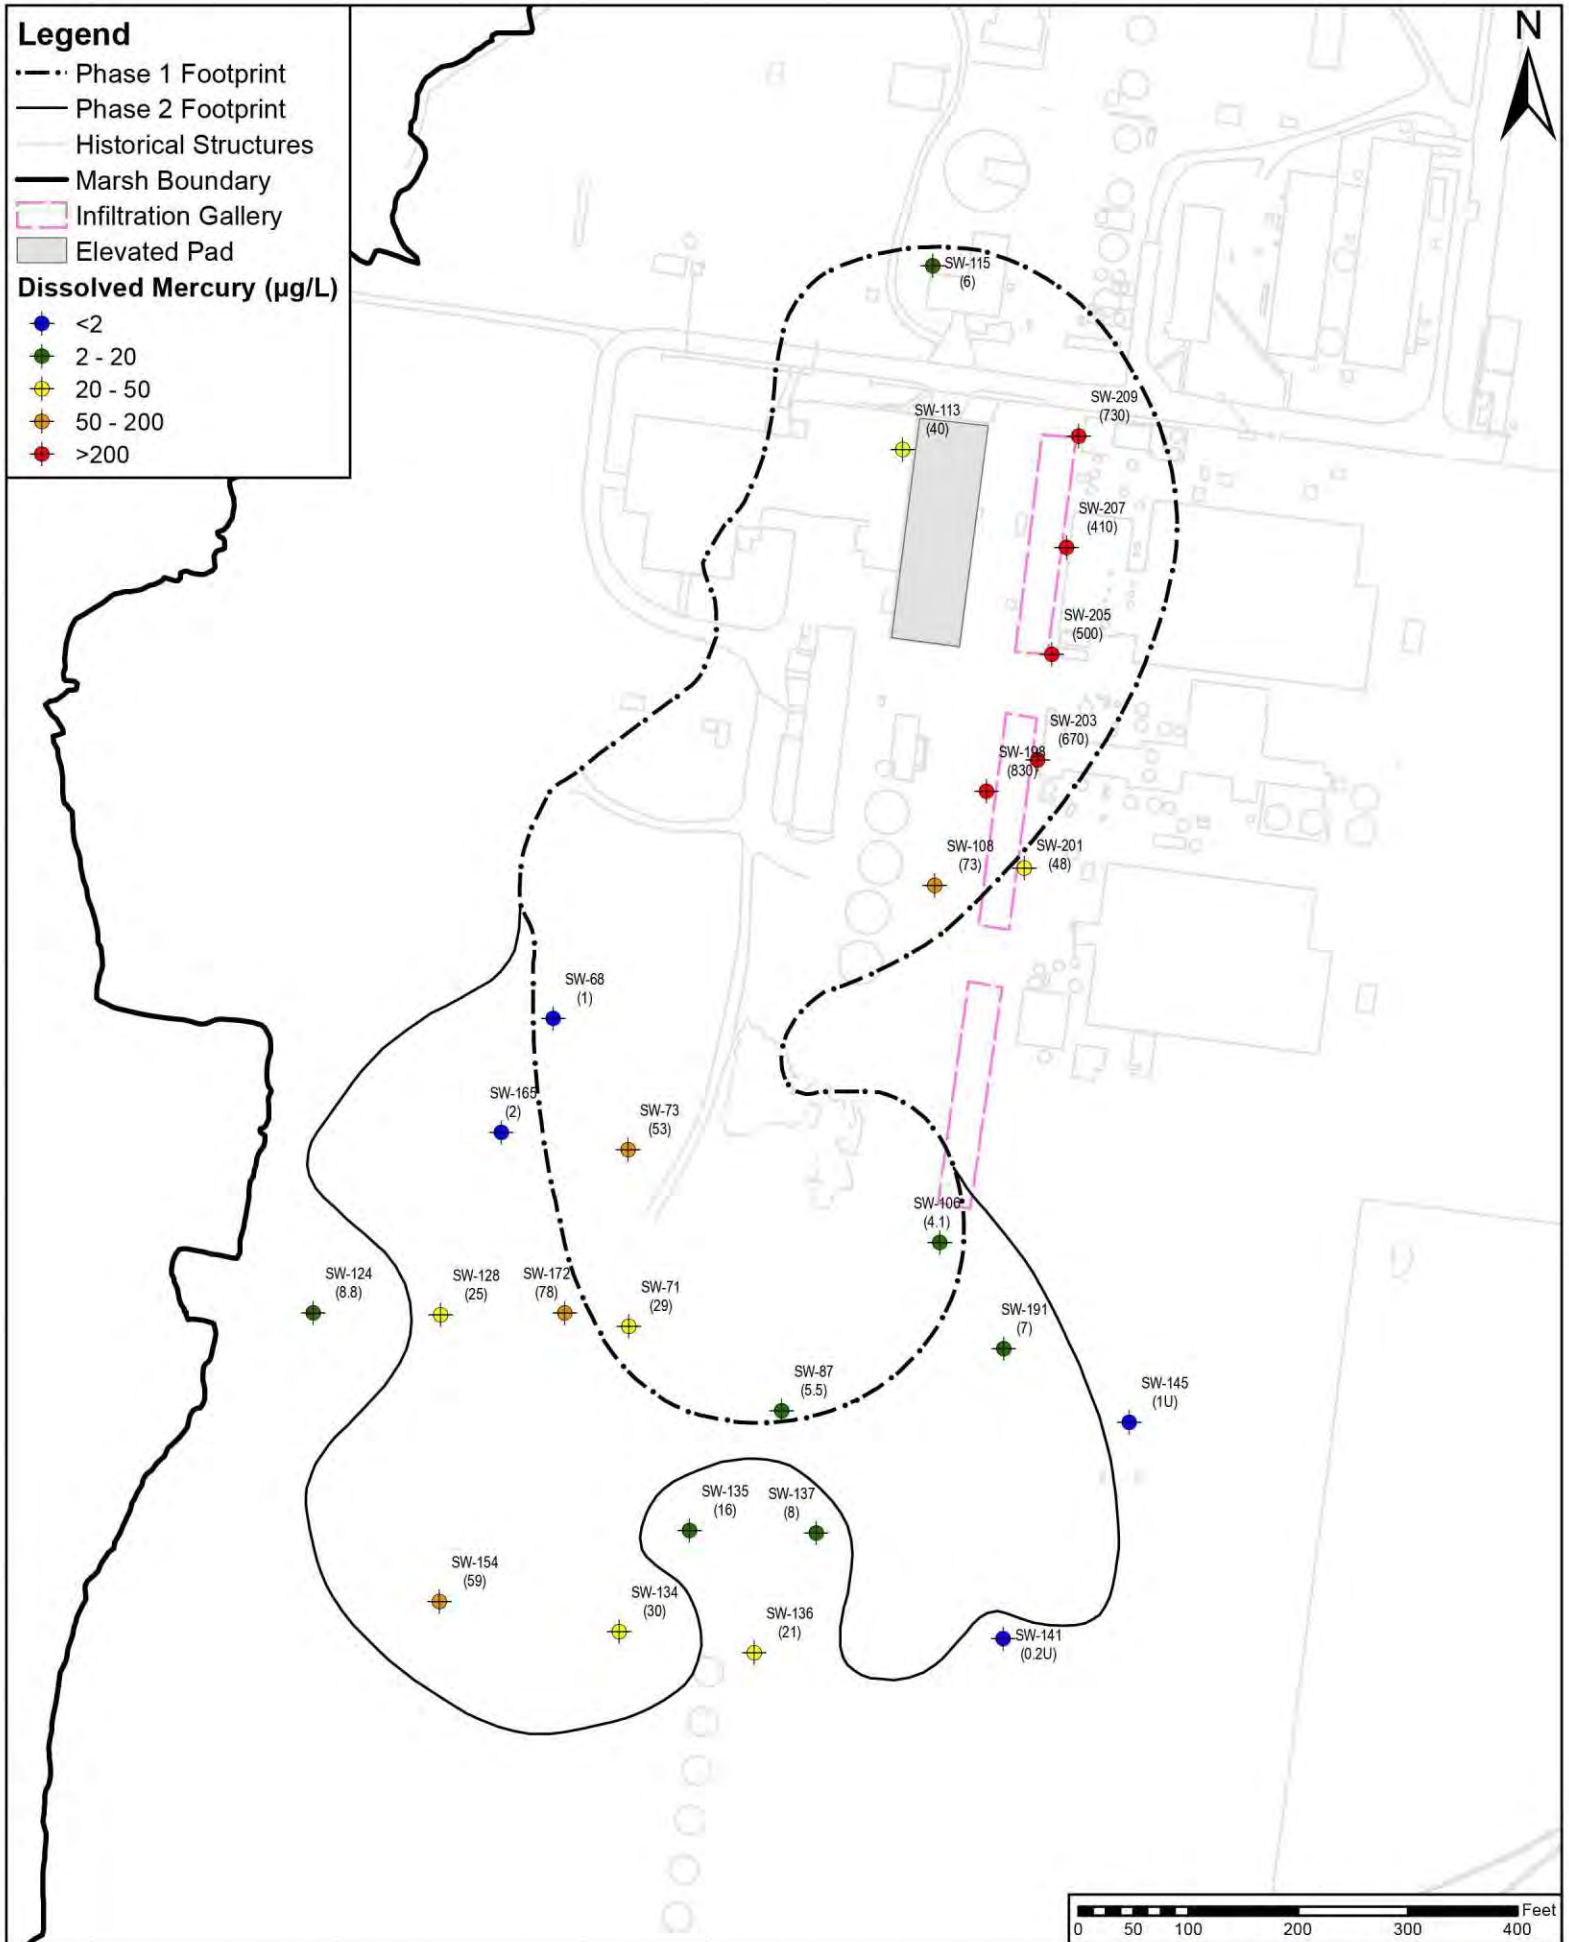 Legend
Phase 1 Footprint
Phase 2 Footprint
Historical Structures
Marsh Boundary
Infiltration Gallery
Elevated Pad
Dissolved Mercury (µg/L)
<2
2 - 20
20 - 50
50 - 200
>200
N
SW-115
(6)
SW-209
(730)
SW-113
(40)
SW-207
(410)
SW-205
(500)
SW-203
(670)
SW-198
(830)
SW-108
(73)
SW-201
(48)
SW-68
(1)
SW-165
(2)
SW-73
(53)
SW-106
(4.1)
SW-124
(8.8)
SW-128
(25)
SW-172
(78)
SW-71
(29)
SW-191
(7)
SW-87
(5.5)
SW-145
(1U)
SW-135
(16)
SW-137
(8)
SW-154
(59)
SW-134
(30)
SW-136
(21)
SW-141
(0.2U)
Feet
0 50 100 200 300 400